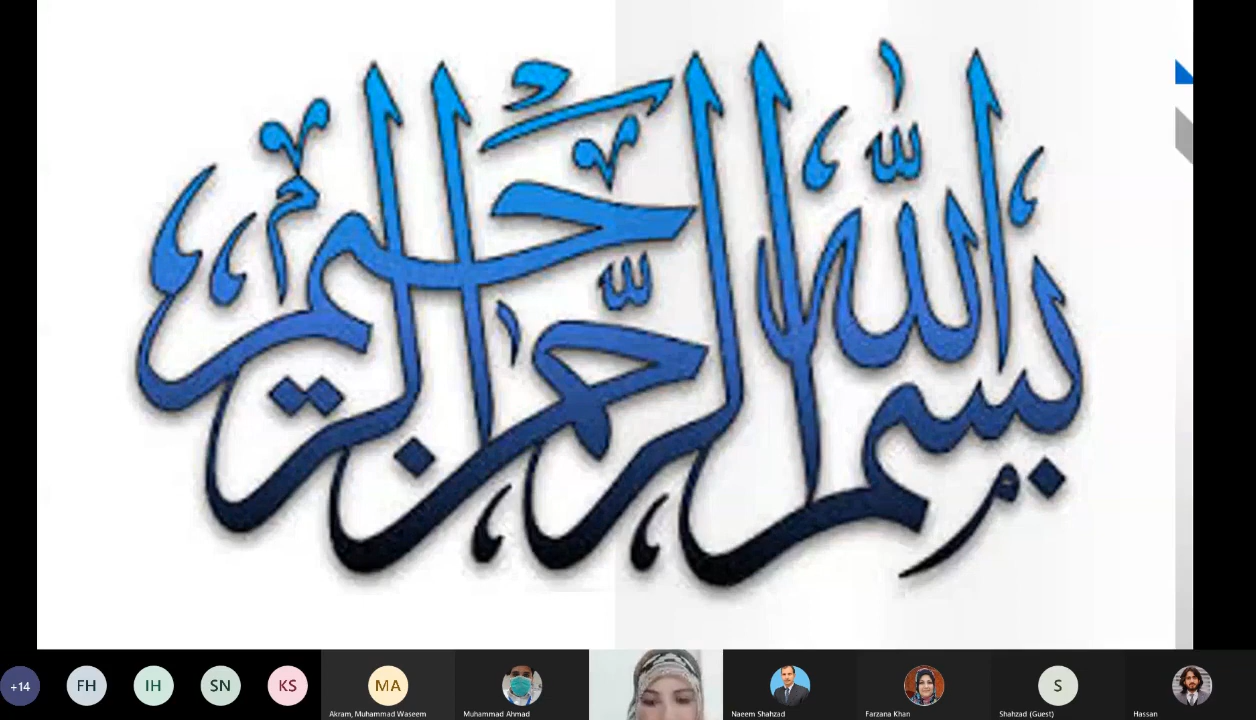 بسم الله الرحمن الرحيم
+14
FH
IH
SN
KS
MA
Akram, Muhammad Waseem
Muhammad Ahmad
Naeem Shahzad
Farzana Khan
S
Shahzad (Guest)
Hassan